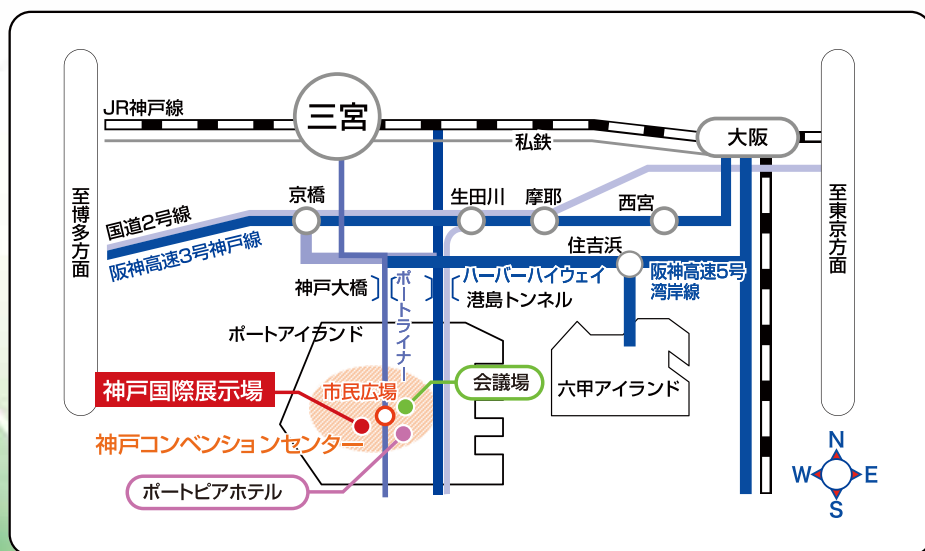 JR神戸線
三宮
私鉄
大阪
至博多方面
至東京方面
国道2号線
阪神高速3号神戸線
京橋
生田川
摩耶
西宮
住吉浜
神戸大橋
ポートライナー
ハーバーハイウェイ
港島トンネル
阪神高速5号
湾岸線
ポートアイランド
六甲アイランド
神戸国際展示場
市民広場
会議場
神戸コンベンションセンター
ポートピアホテル
N
W
E
S